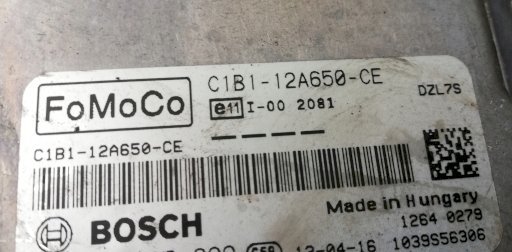 FoMoCo
C1B1-12A650-CE
DZL7S
e11 I-00 2081
C1B1-12A650-CE
Made in Hungary
BOSCH
1264 0279
13-04-16 1039S56306